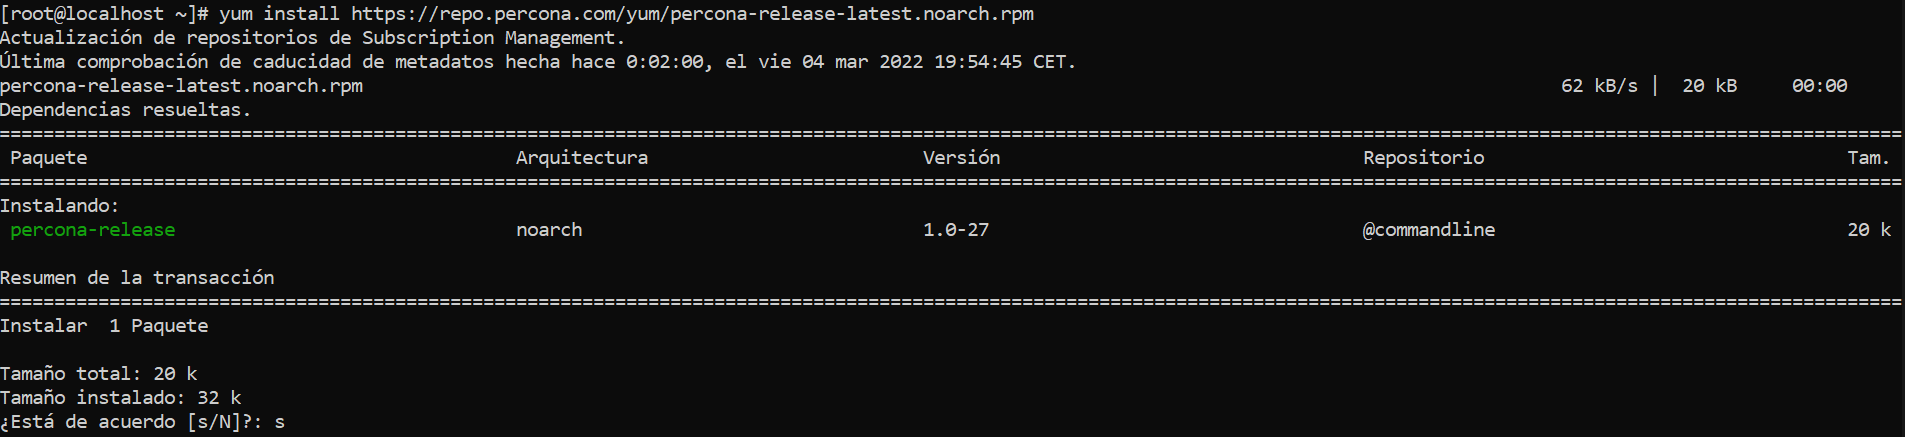 [root@localhost ~]# yum install https://repo.percona.com/yum/percona-release-latest.noarch.rpm
Actualización de repositorios de Subscription Management.
Última comprobación de caducidad de metadatos hecha hace 0:02:00, el vie 04 mar 2022 19:54:45 CET.
percona-release-latest.noarch.rpm 62 kB/s | 20 kB 00:00
Dependencias resueltas.
================================================================================
Paquete Arquitectura Versión Repositorio Tam.
================================================================================
Instalando:
percona-release noarch 1.0-27 @commandline 20 k
Resumen de la transacción
================================================================================
Instalar 1 Paquete
Tamaño total: 20 k
Tamaño instalado: 32 k
¿Está de acuerdo [s/N]?: s